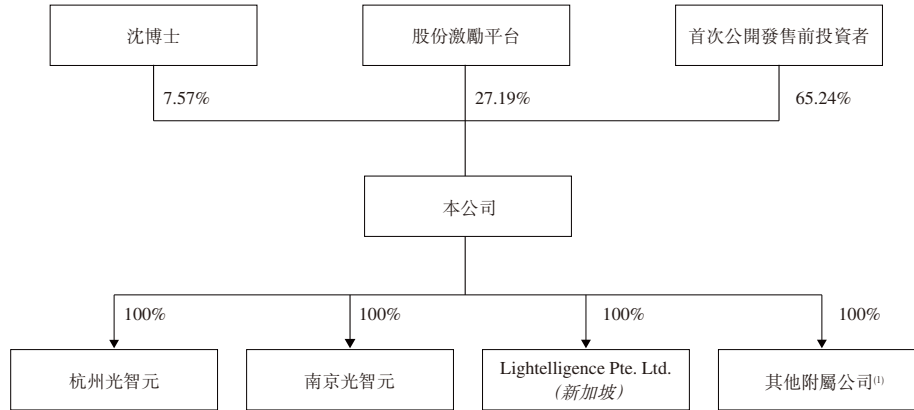 沈博士
股份激勵平台
首次公開發售前投資者
7.57%
27.19%
65.24%
本公司
100%
100%
100%
100%
杭州光智元
南京光智元
Lightelligence Pte. Ltd.
(新加坡)
其他附屬公司(1)